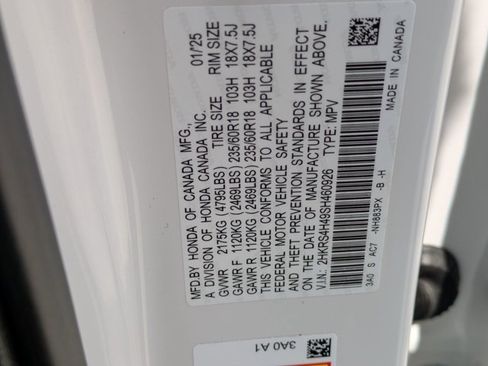 MFD.BY HONDA OF CANADA MFG., 01/25
A DIVISION OF HONDA CANADA INC.
GVWR 2175KG (4795LBS) TIRE SIZE RIM SIZE
GAWR F 1120KG (2469LBS) 235/60R18 103H 18X7.5J
GAWR R 1120KG (2469LBS) 235/60R18 103H 18X7.5J
THIS VEHICLE CONFORMS TO ALL APPLICABLE
FEDERAL MOTOR VEHICLE SAFETY
AND THEFT PREVENTION STANDARDS IN EFFECT
ON THE DATE OF MANUFACTURE SHOWN ABOVE.
V.I.N: 2HKRS4H49SH460926 TYPE: MPV
3A0 S AC7 -NH883PX -B -H
MADE IN CANADA
3A0 A1